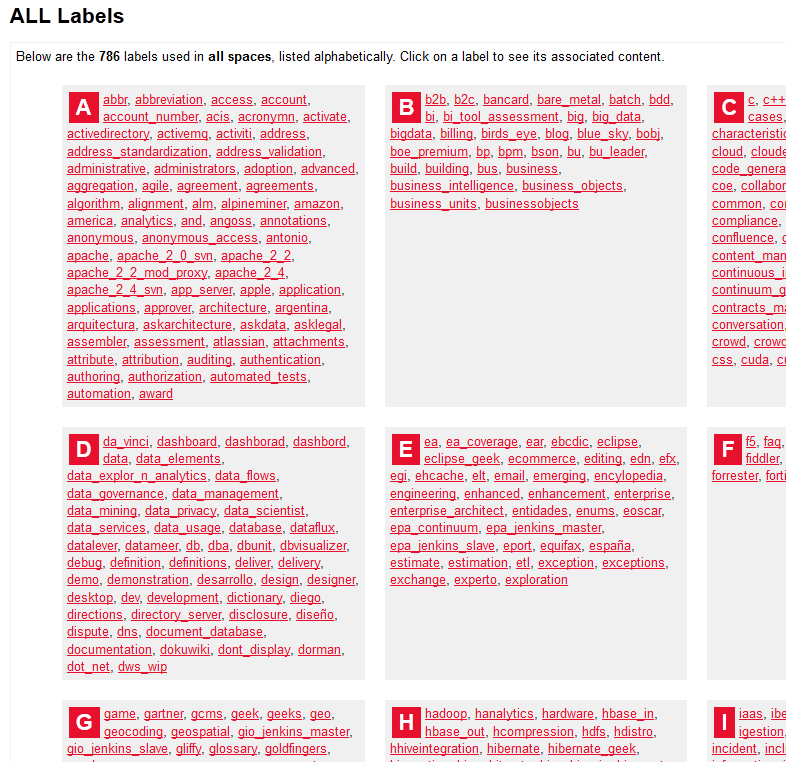 ALL Labels
Below are the 786 labels used in all spaces, listed alphabetically. Click on a label to see its associated content.
A
abbr, abbreviation, access, account,
account_number, acis, acronymn, activate,
activedirectory, activemq, activiti, address,
address_standardization, address_validation,
administrative, administrators, adoption, advanced,
aggregation, agile, agreement, agreements,
algorithm, alignment, alm, alpineminer, amazon,
america, analytics, and, angoss, annotations,
anonymous, anonymous_access, antonio,
apache, apache_2_0_svn, apache_2_2,
apache_2_2_mod_proxy, apache_2_4,
apache_2_4_svn, app_server, apple, application,
applications, approver, architecture, argentina,
arquitectura, askarchitecture, askdata, asklegal,
assembler, assessment, atlassian, attachments,
attribute, attribution, auditing, authentication,
authoring, authorization, automated_tests,
automation, award
B
b2b, b2c, bancard, bare_metal, batch, bdd,
bi, bi_tool_assessment, big, big_data,
bigdata, billing, birds_eye, blog, blue_sky, bobj,
boe_premium, bp, bpm, bson, bu, bu_leader,
build, building, bus, business,
business_intelligence, business_objects,
business_units, businessobjects
C
c, c++
cases,
characteristic
cloud, cloude
code_genera
coe, collabor
common, co
compliance,
confluence, c
content_man
continuous_i
continuum_g
contracts_ma
conversation,
crowd, crowd
css, cuda, c
D
da_vinci, dashboard, dashborad, dashbord,
data, data_elements,
data_explor_n_analytics, data_flows,
data_governance, data_management,
data_mining, data_privacy, data_scientist,
data_services, data_usage, database, dataflux,
datalever, datameer, db, dba, dbunit, dbvisualizer,
debug, definition, definitions, deliver, delivery,
demo, demonstration, desarrollo, design, designer,
desktop, dev, development, dictionary, diego,
directions, directory_server, disclosure, diseño,
dispute, dns, document_database,
documentation, dokuwiki, dont_display, dorman,
dot_net, dws_wip
E
ea, ea_coverage, ear, ebcdic, eclipse,
eclipse_geek, ecommerce, editing, edn, efx,
egi, ehcache, elt, email, emerging, encylopedia,
engineering, enhanced, enhancement, enterprise,
enterprise_architect, entidades, enums, eoscar,
epa_continuum, epa_jenkins_master,
epa_jenkins_slave, eport, equifax, españa,
estimate, estimation, etl, exception, exceptions,
exchange, experto, exploration
F
f5, faq,
fiddler,
forrester, forti
G
game, gartner, gcms, geek, geeks, geo,
geocoding, geospatial, gio_jenkins_master,
gio_jenkins_slave, gliffy, glossary, goldfingers,
H
hadoop, hanalytics, hardware, hbase_in,
hbase_out, hcompression, hdfs, hdistro,
hhiveintegration, hibernate, hibernate_geek,
I
iaas, ibe
igestion,
incident, incl